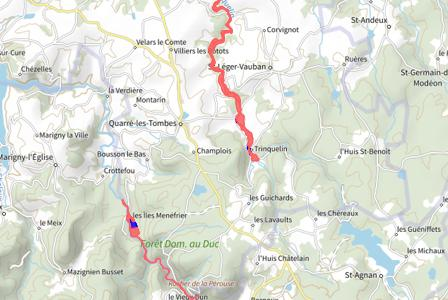 Corvignot
St-Andeux
Velars le Comte
sur-Cure
Villiers les Potots
Ruères
Chézelles
Léger-Vauban
St-Germain-d
Modéon
la Verdière
Montarin
Quarré-les-Tombes
Marigny la Ville
Champlois
Trinquelin
Bousson le Bas
l'Huis St-Benoit
Marigny-l'Église
Crottefou
les Guichards
les Îles Menéfrier
les Chéreaux
le Meix
les Lavaults
les Guéniffets
Forêt Dom. au Duc
les Michaux
l'Huis Châtelain
Mazignien Busset
St-Agnan
Rocher de la Pérouse
le Vieux Dun